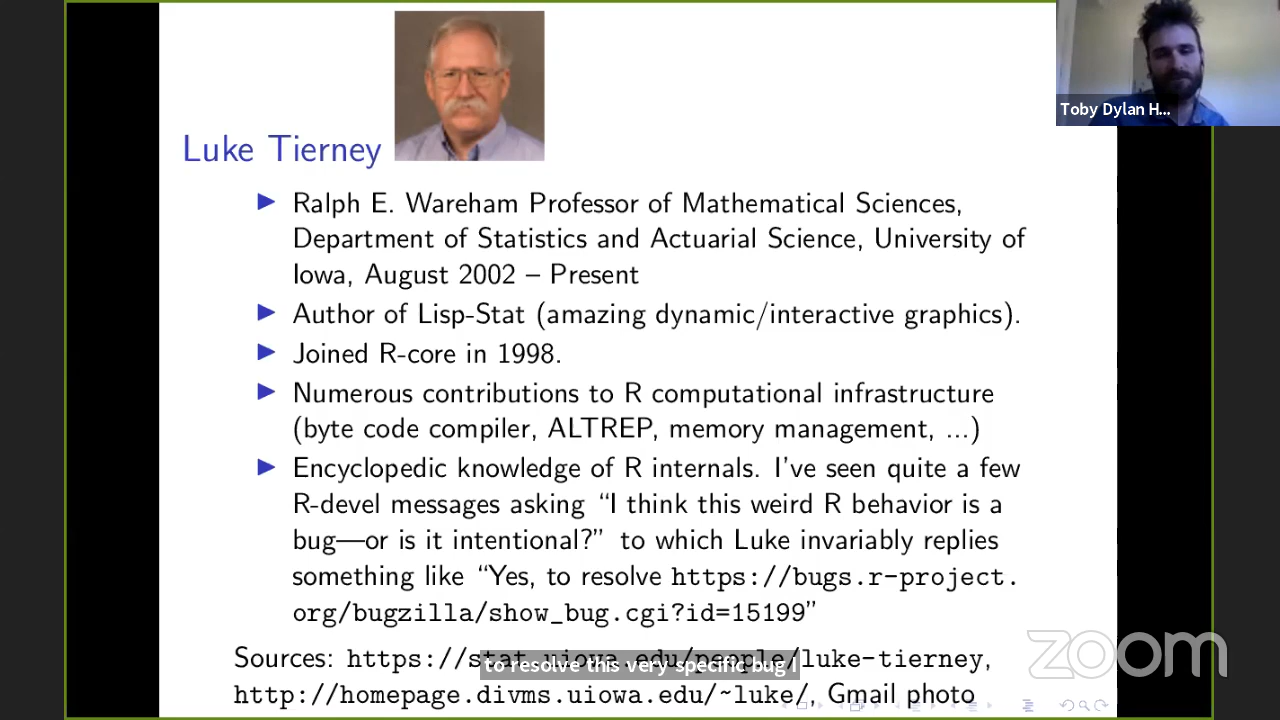 Toby Dylan H...
Luke Tierney
Ralph E. Wareham Professor of Mathematical Sciences,
Department of Statistics and Actuarial Science, University of
Iowa, August 2002 – Present
Author of Lisp-Stat (amazing dynamic/interactive graphics).
Joined R-core in 1998.
Numerous contributions to R computational infrastructure
(byte code compiler, ALTREP, memory management, ...)
Encyclopedic knowledge of R internals. I've seen quite a few
R-devel messages asking “I think this weird R behavior is a
bug—or is it intentional?” to which Luke invariably replies
something like “Yes, to resolve https://bugs.r-project.
org/bugzilla/show_bug.cgi?id=15199”
Sources: https://stat.uiowa.edu/people/luke-tierney,
to resolve this very specific bug I
http://homepage.divms.uiowa.edu/~luke/, Gmail photo
zoom